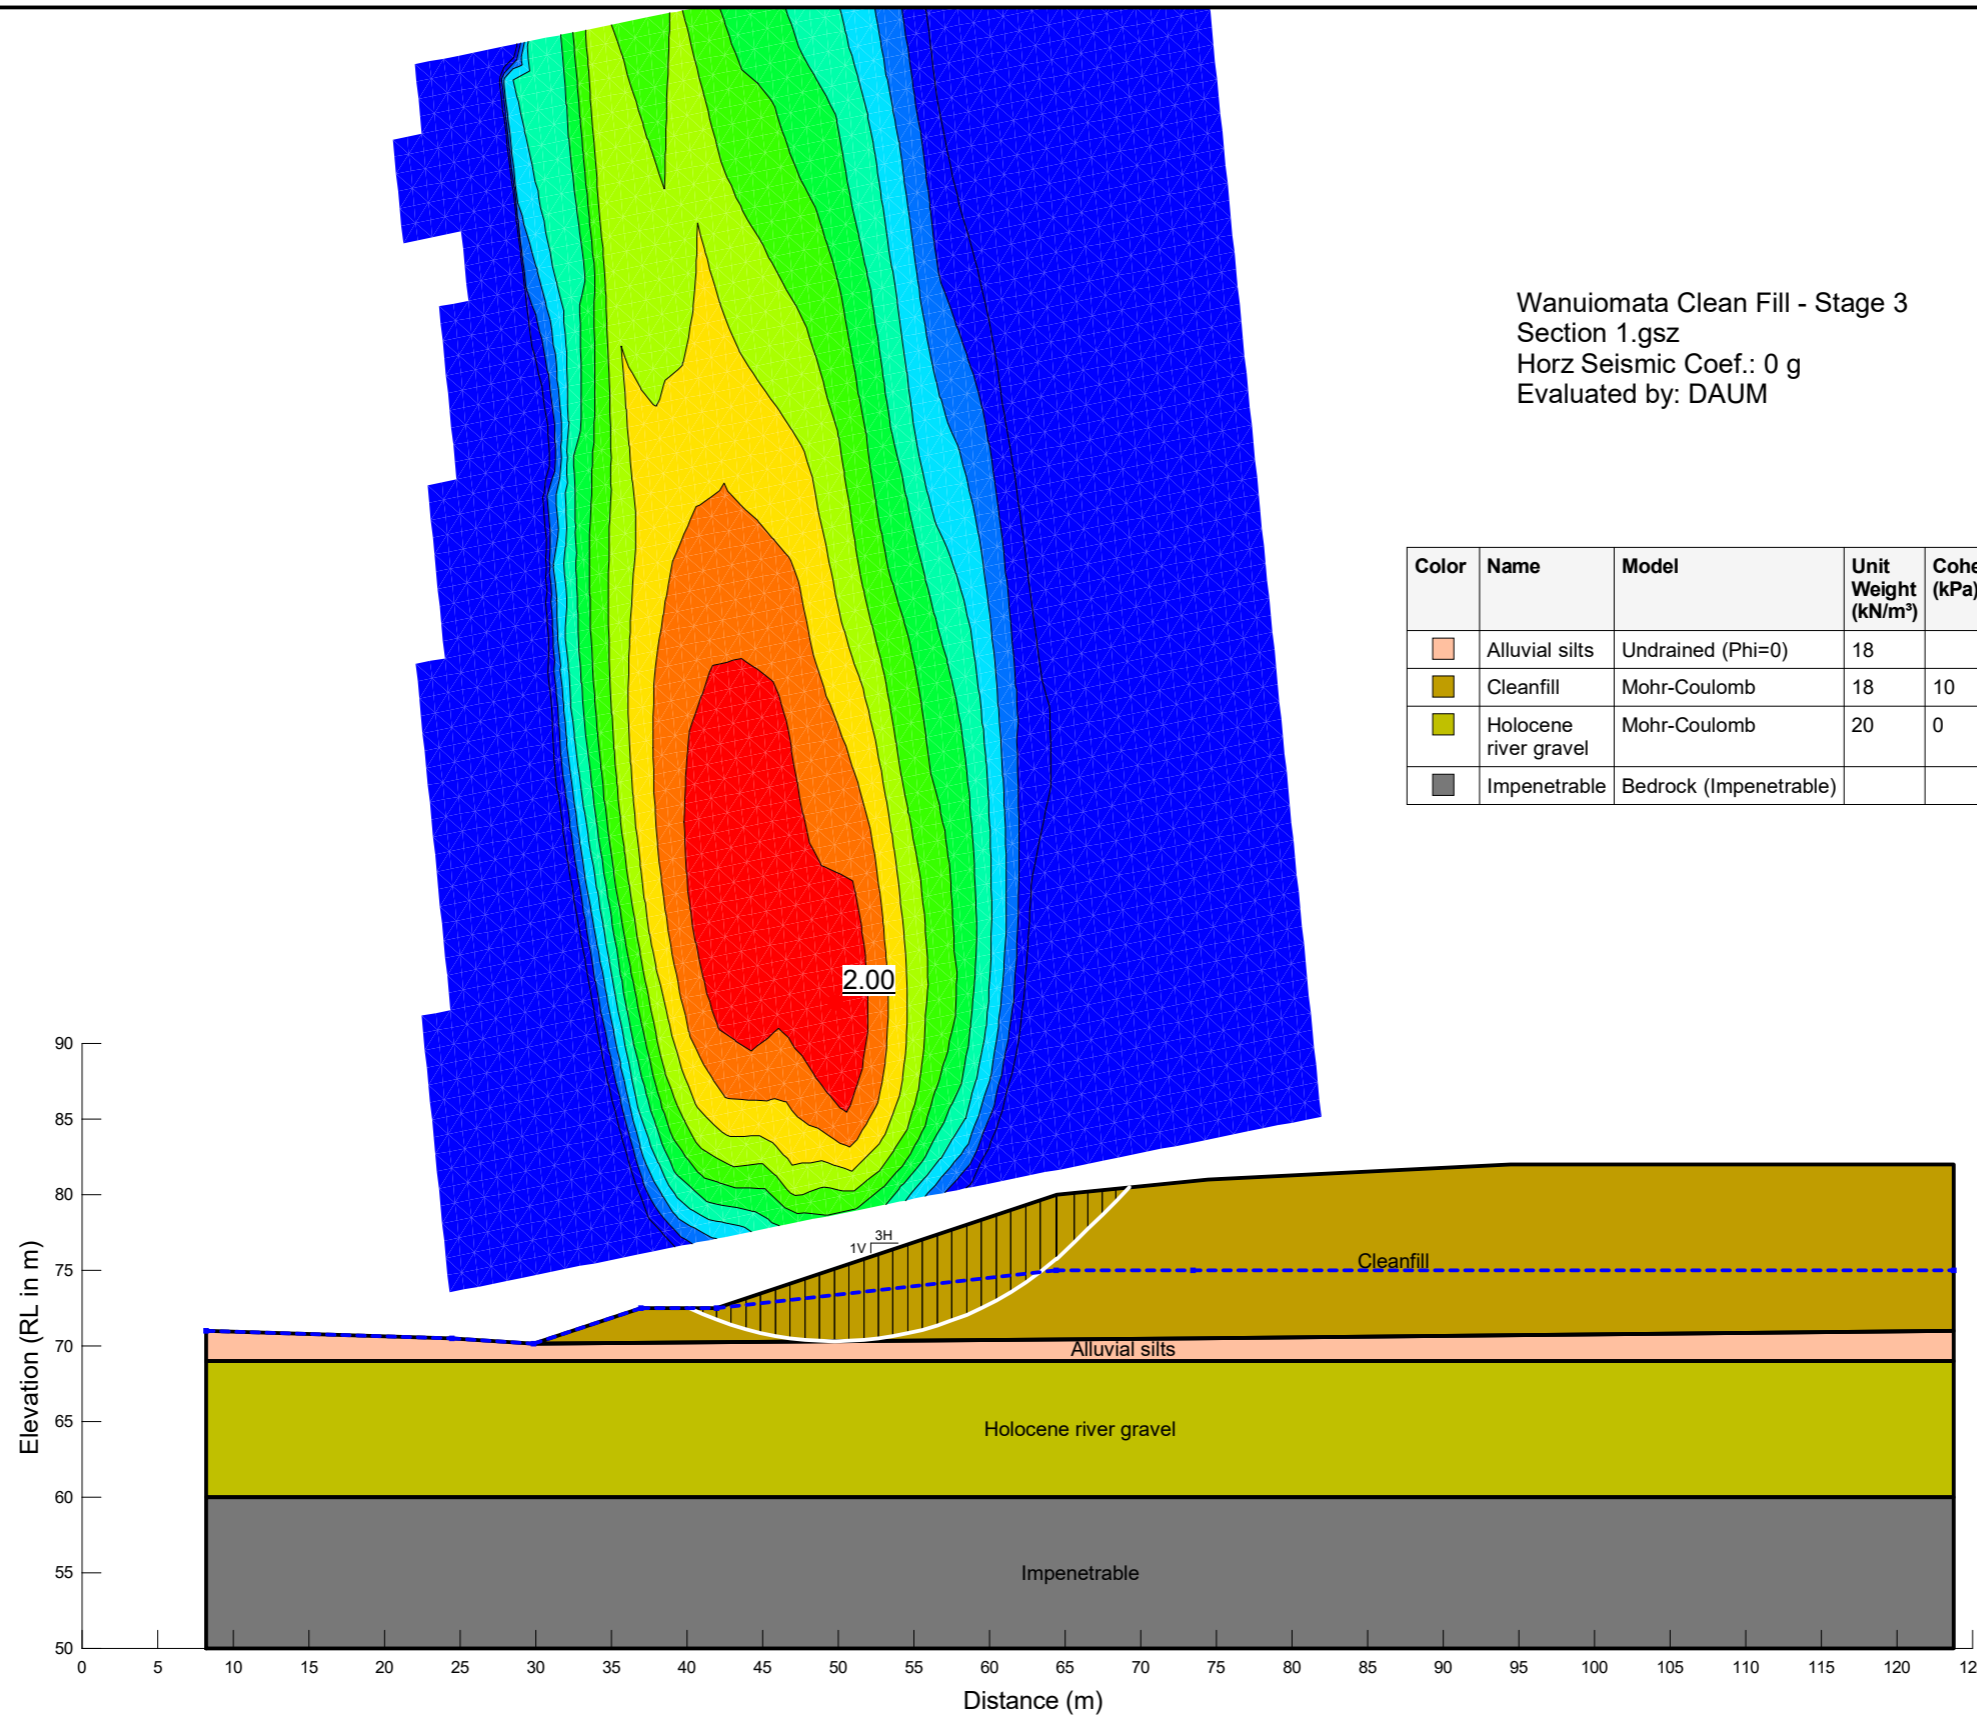 Wanuiomata Clean Fill - Stage 3
Section 1.gsz
Horz Seismic Coef.: 0 g
Evaluated by: DAUM
Color Name Model Unit Weight (kN/m³) Cohe (kPa)
Alluvial silts Undrained (Phi=0) 18
Cleanfill Mohr-Coulomb 18 10
Holocene river gravel Mohr-Coulomb 20 0
Impenetrable Bedrock (Impenetrable)
2.00
90
85
80
75
70
65
60
55
50
Elevation (RL in m)
3H
1V
Cleanfill
Alluvial silts
Holocene river gravel
Impenetrable
0 5 10 15 20 25 30 35 40 45 50 55 60 65 70 75 80 85 90 95 100 105 110 115 120 12
Distance (m)